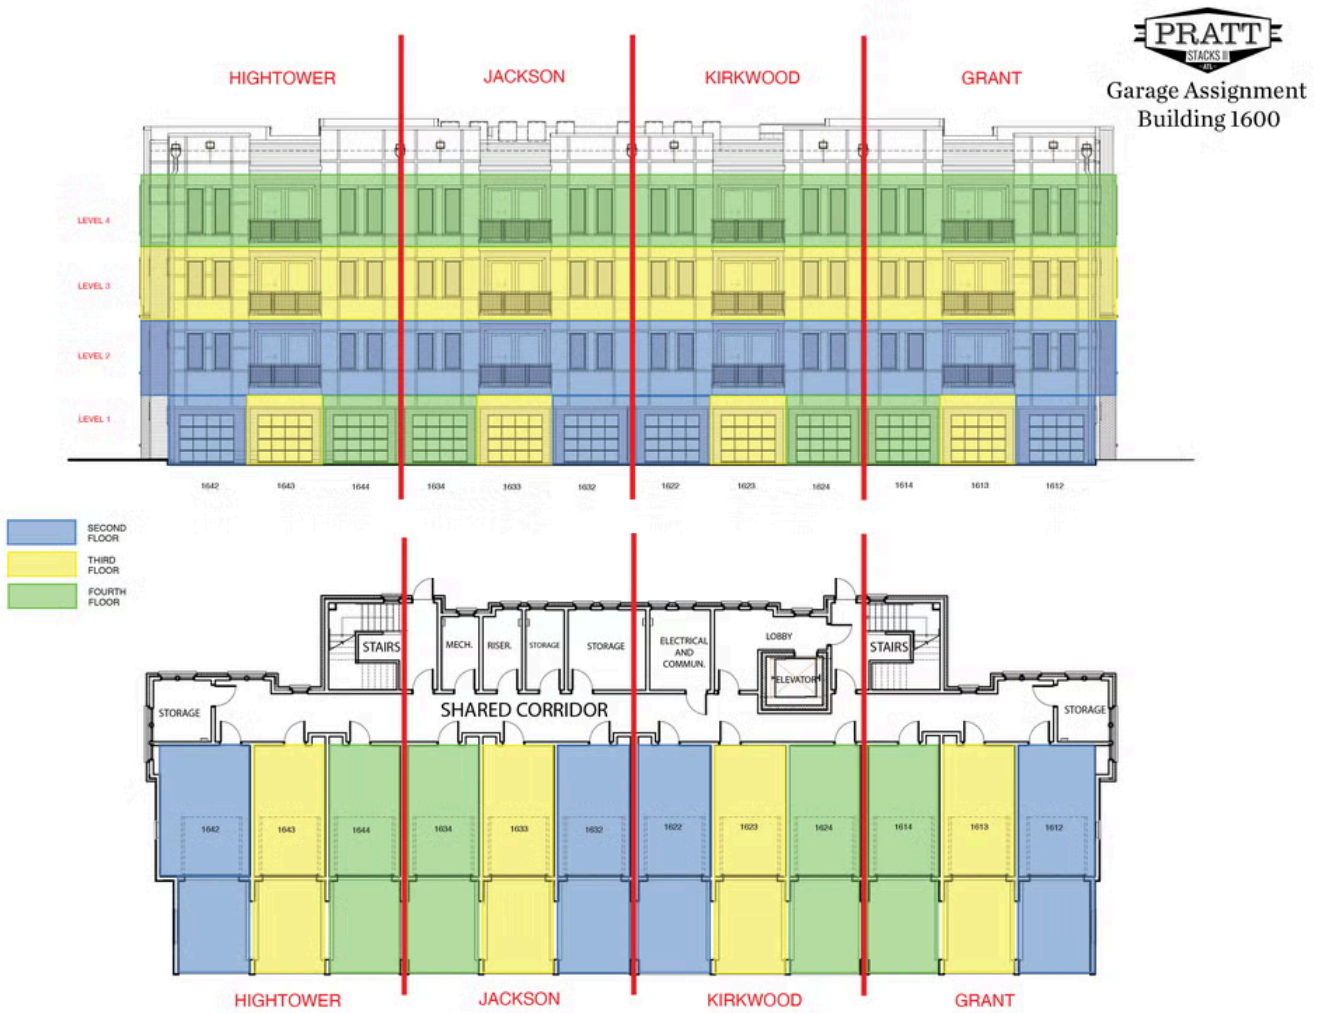 PRATT
STACKS II
ATL
Garage Assignment
Building 1600
HIGHTOWER
JACKSON
KIRKWOOD
GRANT
LEVEL 4
LEVEL 3
LEVEL 2
LEVEL 1
1642
1643
1644
1634
1633
1632
1622
1623
1624
1614
1613
1612
SECOND
FLOOR
THIRD
FLOOR
FOURTH
FLOOR
STAIRS
MECH.
RISER.
STORAGE
STORAGE
ELECTRICAL
AND
COMMUN.
LOBBY
ELEVATOR
STAIRS
STORAGE
SHARED CORRIDOR
STORAGE
1642
1643
1644
1634
1633
1632
1622
1623
1624
1614
1613
1612
HIGHTOWER
JACKSON
KIRKWOOD
GRANT